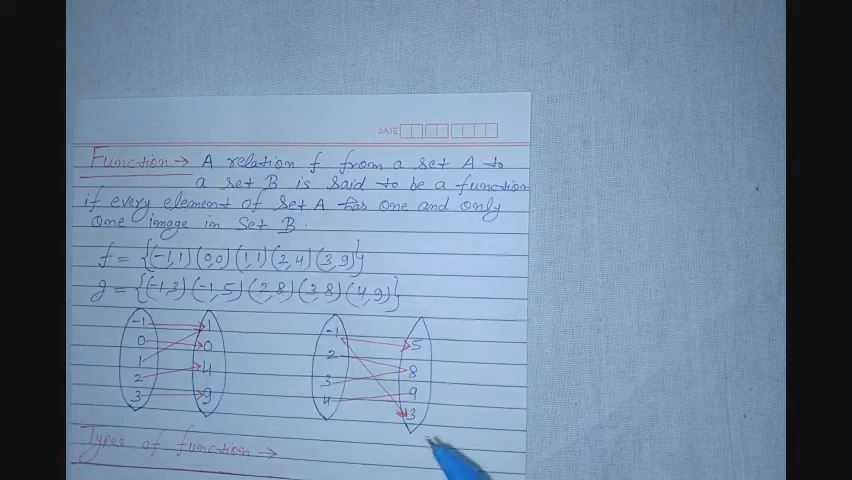 DATE
Function → A relation f from a set A to
a set B is said to be a function
if every element of set A has one and only
one image in Set B.
f = {(-1,1) (0,0) (1,1) (2,4) (3,9)}
g = {(-1,3) (-1,5) (2,8) (3,8) (4,9)}
-1 1 -1 5
0 0 2 8
1 4 3 9
2 9 4 3
3
Types of function →